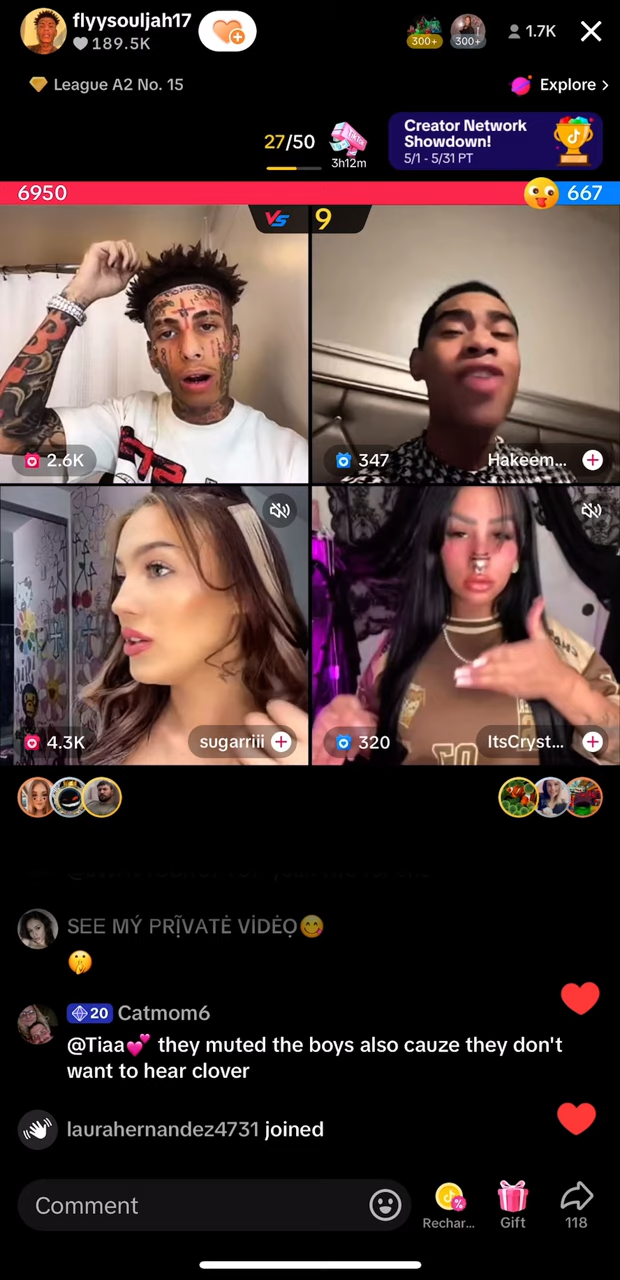 flyysouljah17
189.5K
300+
300+
1.7K
League A2 No. 15
Explore >
27/50
3h12m
Creator Network
Showdown!
5/1 - 5/31 PT
6950
667
VS 9
2.6K
347
Hakeem...
4.3K
sugarriii
320
ItsCryst...
SEE MÝ PRĨVATĖ VİDĖỌ😋
🤫
20 Catmom6
@Tiaa💕 they muted the boys also cauze they don't
want to hear clover
laurahernandez4731 joined
Comment
Rechar...
Gift
118